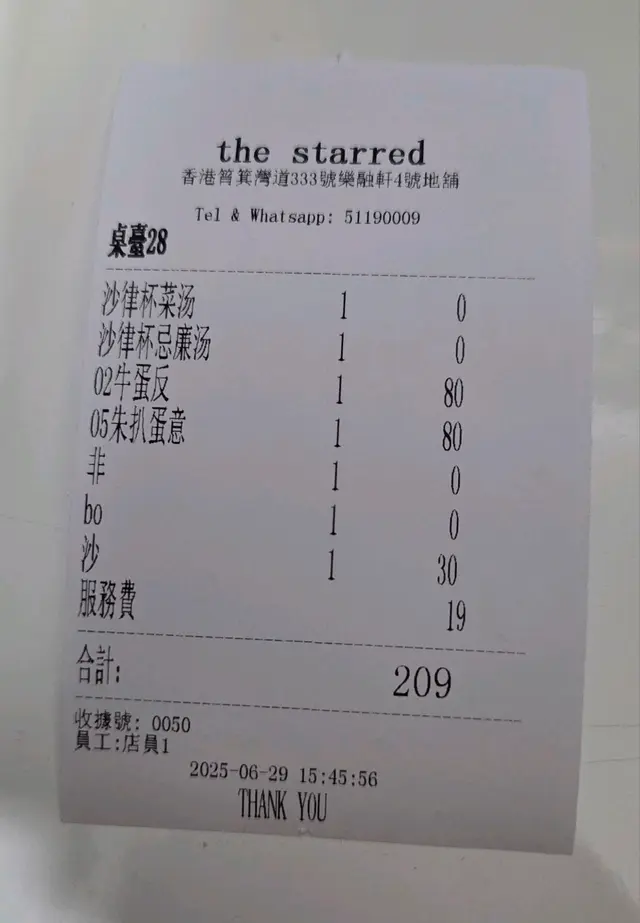 the starred
香港筲箕灣道333號樂融軒4號地舖
Tel & Whatsapp: 51190009
桌臺28
沙律杯菜汤 1 0
沙律杯忌廉汤 1 0
02牛蛋反 1 80
05朱扒蛋意 1 80
非 1 0
bo 1 0
沙 1 30
服務費 19
合計: 209
收據號: 0050
員工:店員1
2025-06-29 15:45:56
THANK YOU